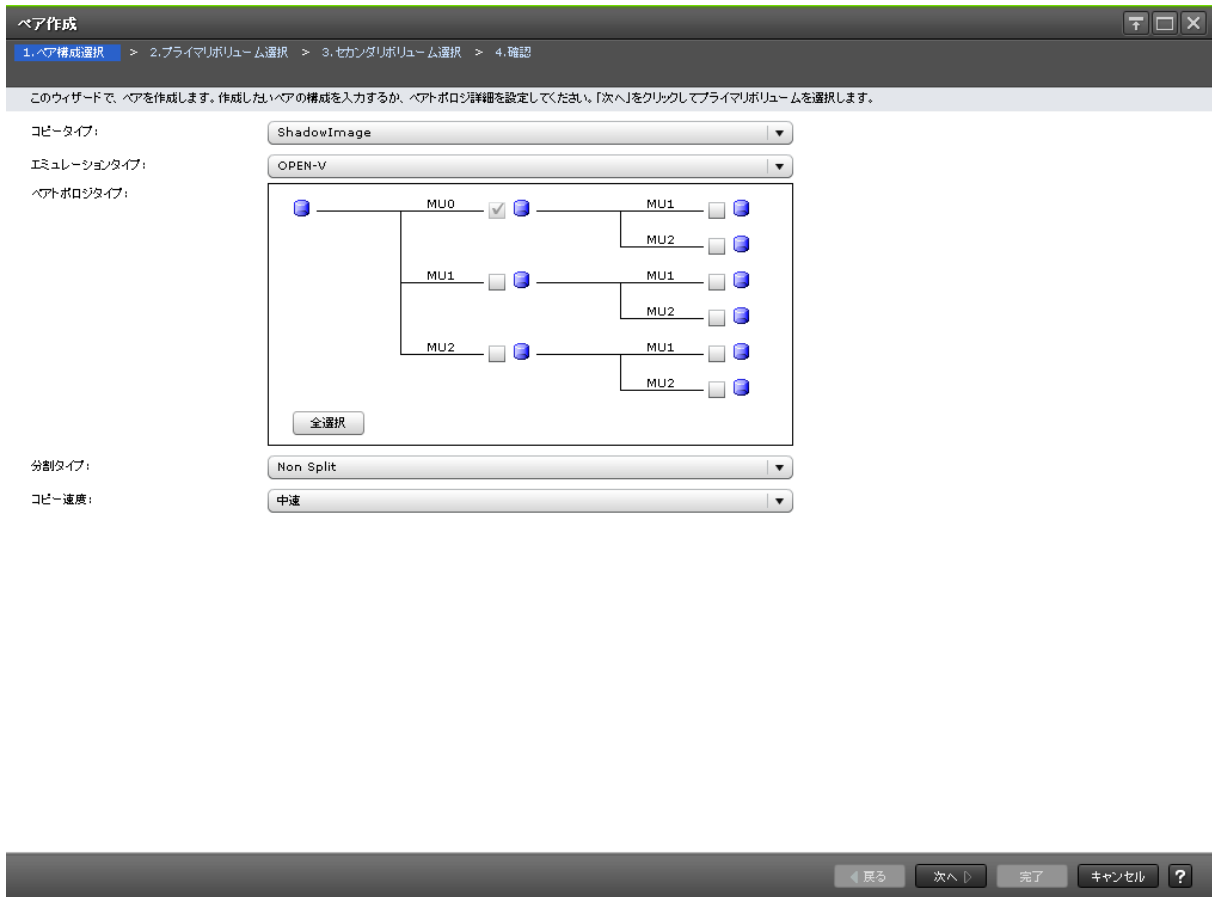 ペア作成
1.ペア構成選択 > 2.プライマリボリューム選択 > 3.セカンダリボリューム選択 > 4.確認
このウィザードで、ペアを作成します。作成したいペアの構成を入力するか、ペアトポロジ詳細を設定してください。「次へ」をクリックしてプライマリボリュームを選択します。
コピータイプ: ShadowImage
エミュレーションタイプ: OPEN-V
ペアトポロジタイプ:
MU0 MU1
MU2
MU1 MU1
MU2
MU2 MU1
MU2
全選択
分割タイプ: Non Split
コピー速度: 中速
戻る 次へ 完了 キャンセル ?